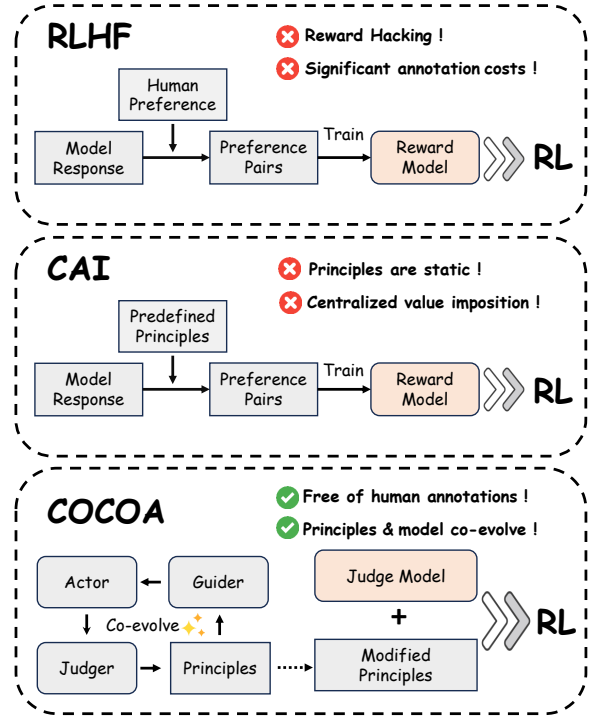 RLHF
Reward Hacking !
Significant annotation costs !
Human
Preference
Model
Response
Preference
Pairs
Train
Reward
Model
RL
CAI
Principles are static !
Centralized value imposition !
Predefined
Principles
Model
Response
Preference
Pairs
Train
Reward
Model
RL
COCOA
Free of human annotations !
Principles & model co-evolve !
Actor
Guider
Judge Model
Co-evolve
+
RL
Judger
Principles
Modified
Principles